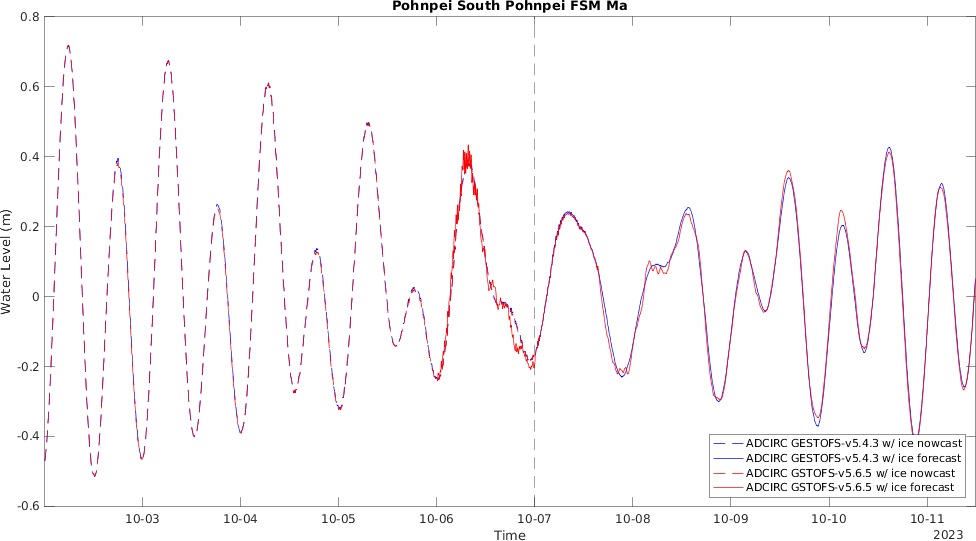 Pohnpei South Pohnpei FSM Ma
Water Level (m)
0.8
0.6
0.4
0.2
0
-0.2
-0.4
-0.6
10-03
10-04
10-05
10-06
10-07
10-08
10-09
10-10
10-11
2023
Time
ADCIRC GESTOFS-v5.4.3 w/ ice nowcast
ADCIRC GESTOFS-v5.4.3 w/ ice forecast
ADCIRC GSTOFS-v5.6.5 w/ ice nowcast
ADCIRC GSTOFS-v5.6.5 w/ ice forecast